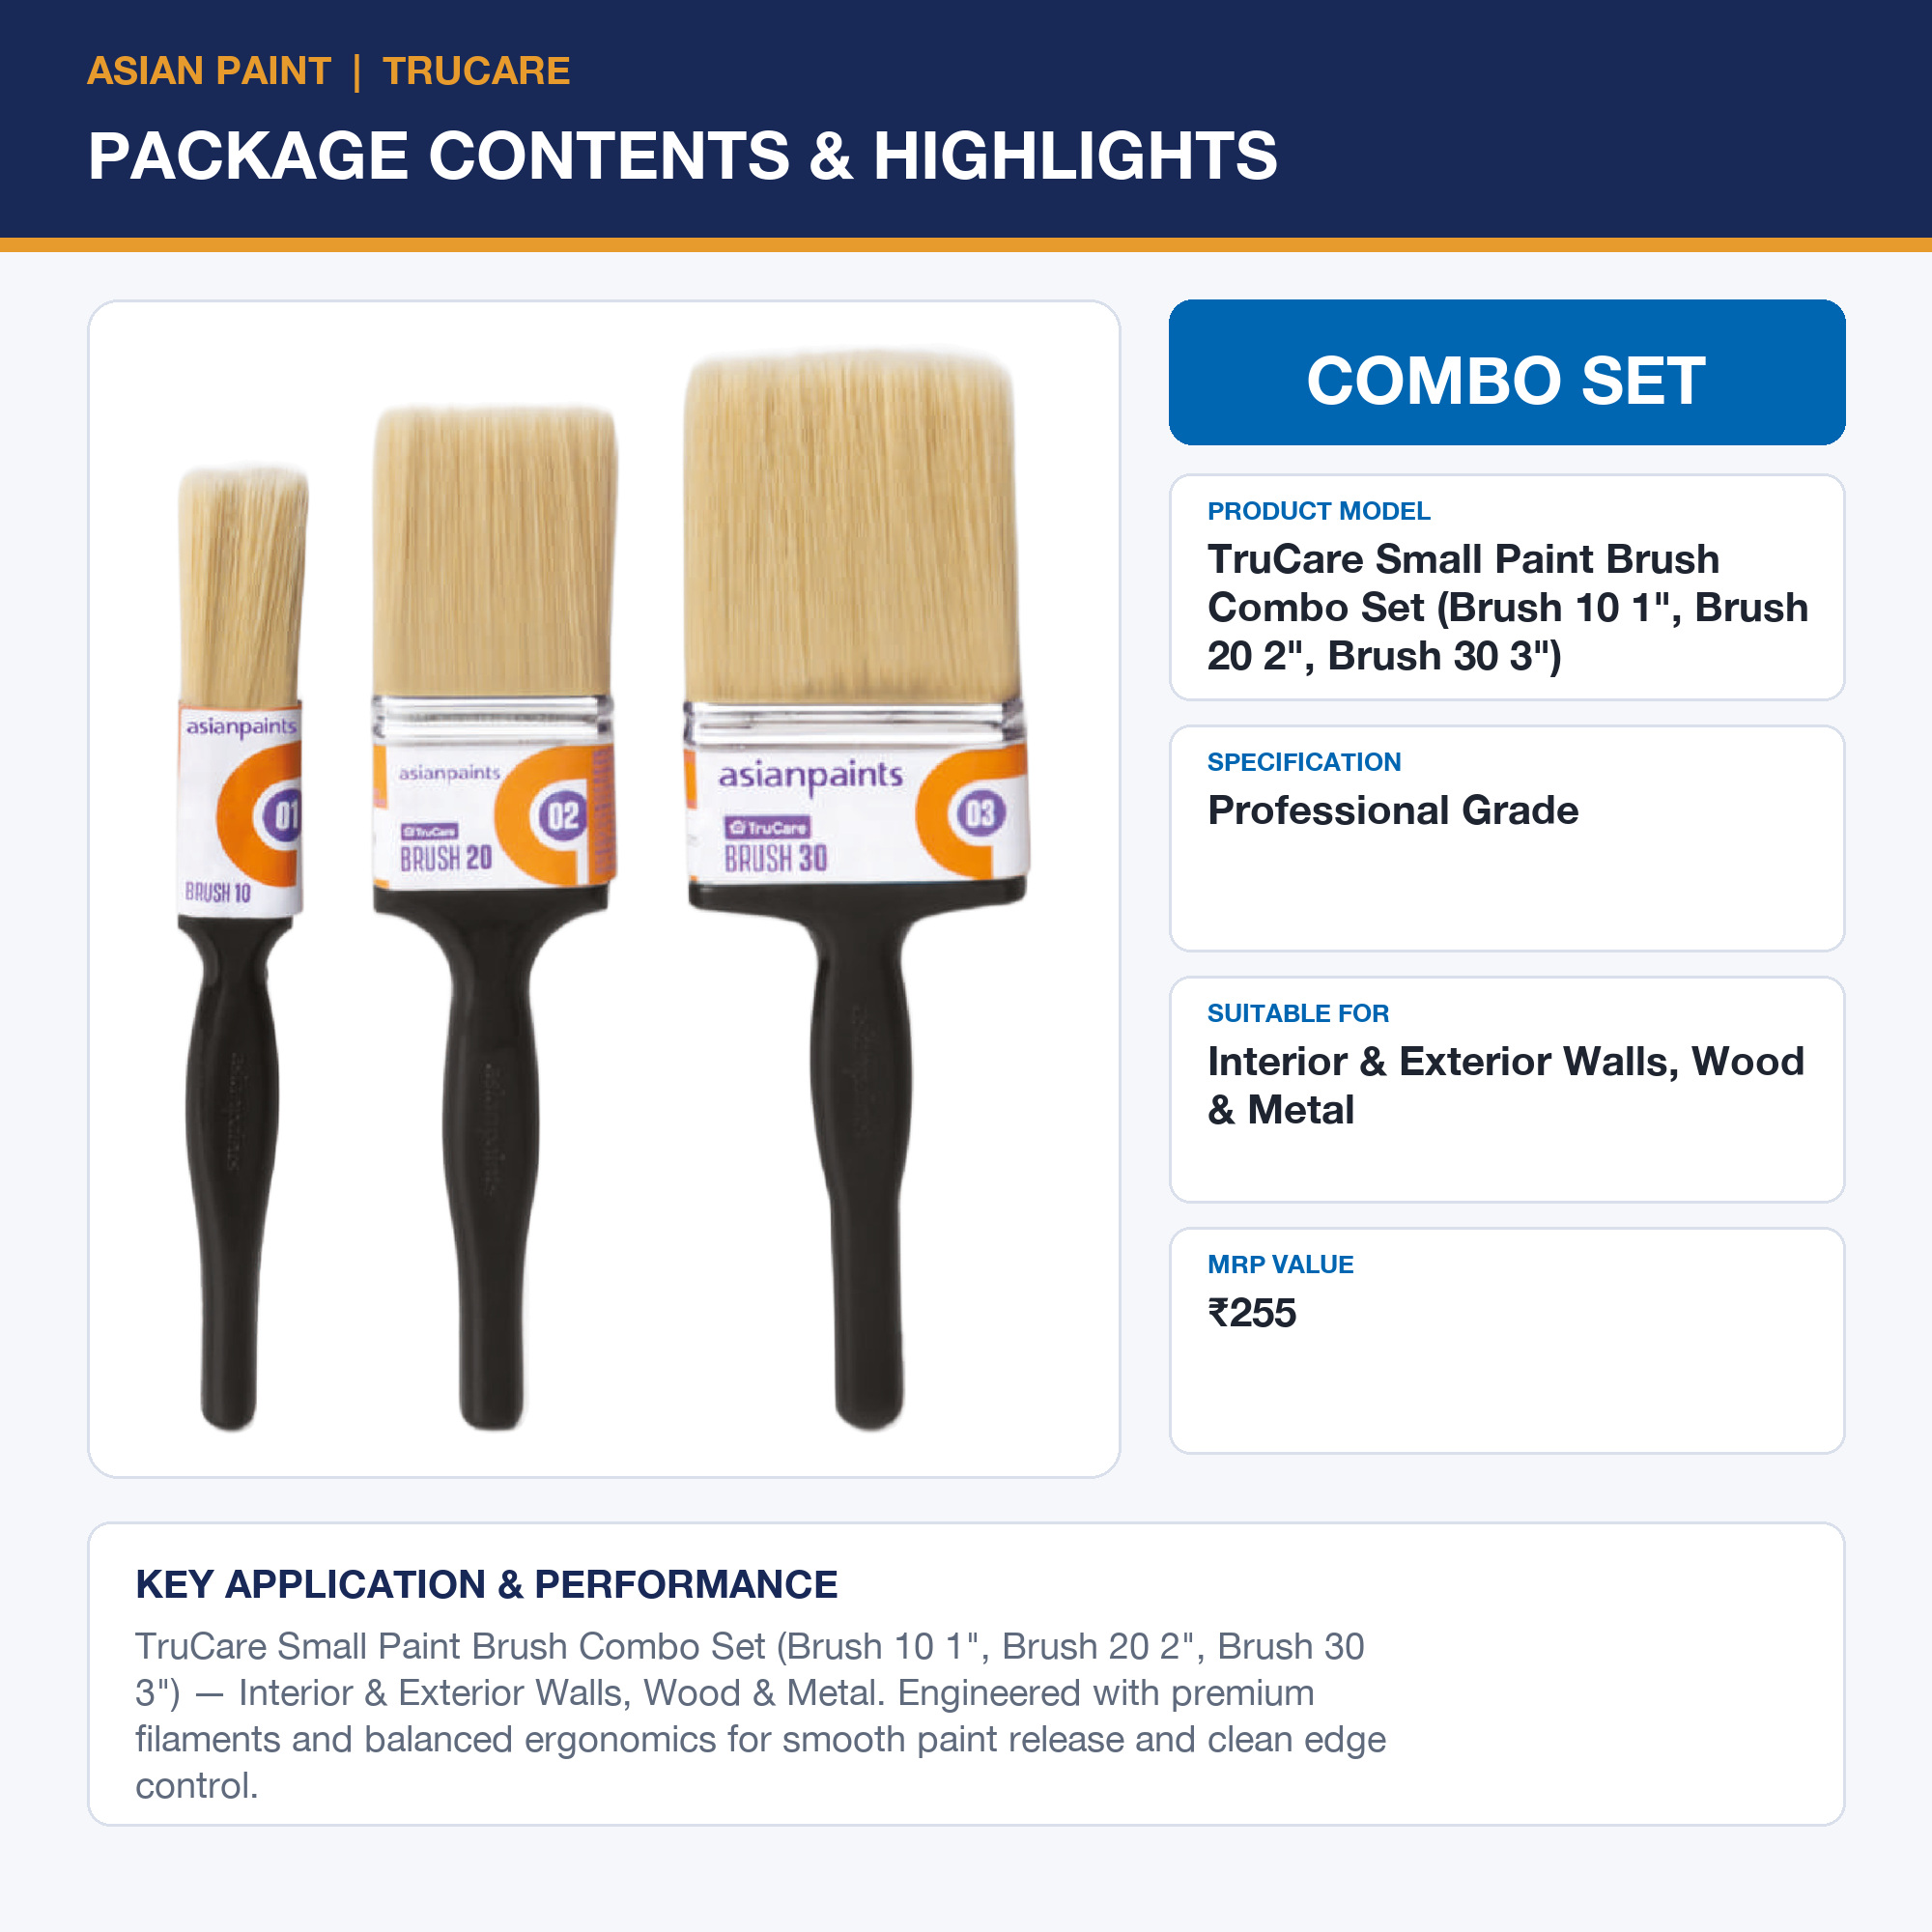 ASIAN PAINT | TRUCARE
PACKAGE CONTENTS & HIGHLIGHTS
asianpaints
01
BRUSH 10
asianpaints
02
TruCare
BRUSH 20
asianpaints
03
TruCare
BRUSH 30
COMBO SET
PRODUCT MODEL
TruCare Small Paint Brush
Combo Set (Brush 10 1", Brush
20 2", Brush 30 3")
SPECIFICATION
Professional Grade
SUITABLE FOR
Interior & Exterior Walls, Wood
& Metal
MRP VALUE
₹255
KEY APPLICATION & PERFORMANCE
TruCare Small Paint Brush Combo Set (Brush 10 1", Brush 20 2", Brush 30
3") — Interior & Exterior Walls, Wood & Metal. Engineered with premium
filaments and balanced ergonomics for smooth paint release and clean edge
control.